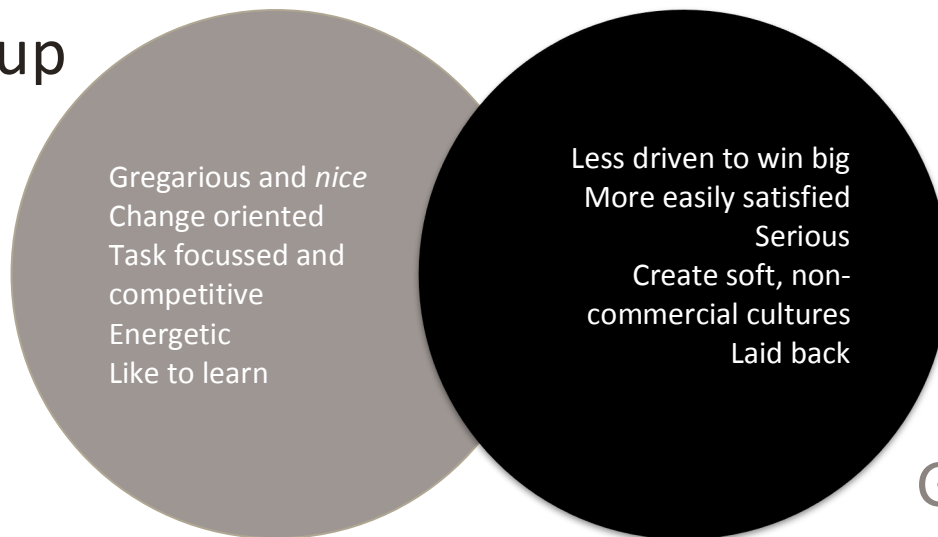 up
Gregarious and nice
Change oriented
Task focussed and
competitive
Energetic
Like to learn
Less driven to win big
More easily satisfied
Serious
Create soft, non-
commercial cultures
Laid back